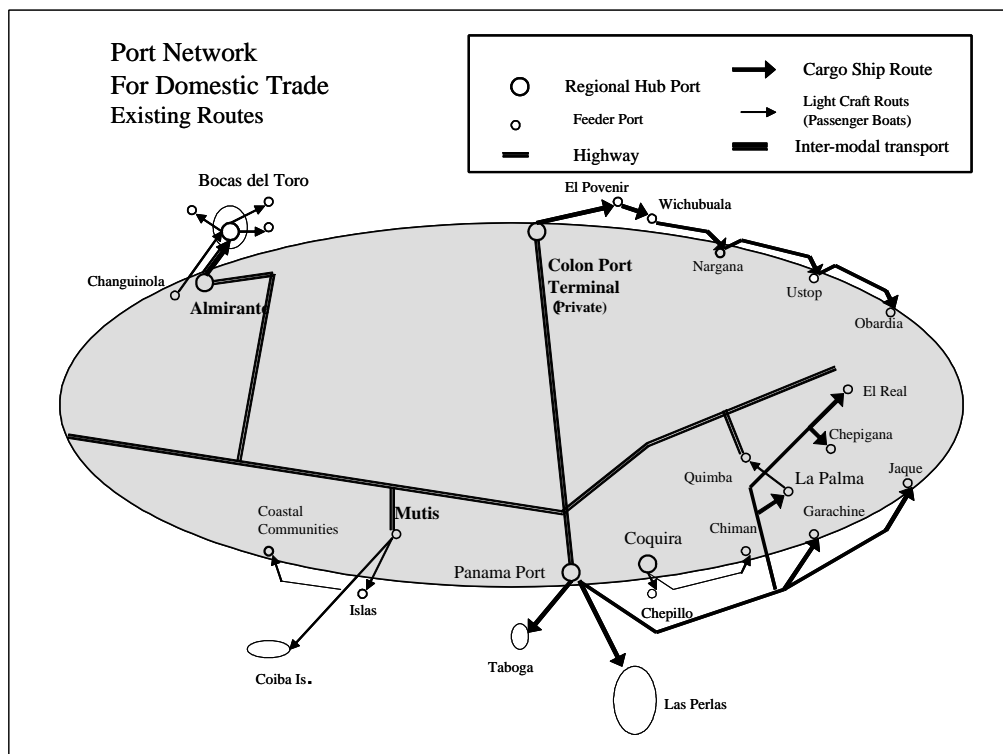 Port Network
For Domestic Trade
Existing Routes
Regional Hub Port
Feeder Port
Highway
Cargo Ship Route
Light Craft Routs
(Passenger Boats)
Inter-modal transport
Bocas del Toro
El Povenir
Wichubuala
Changuinola
Almirante
Colon Port
Terminal
(Private)
Nargana
Ustop
Obardia
El Real
Chepigana
Quimba
La Palma
Jaque
Coastal
Communities
Mutis
Chiman
Garachine
Panama Port
Coquira
Islas
Chepillo
Coiba Is.
Taboga
Las Perlas